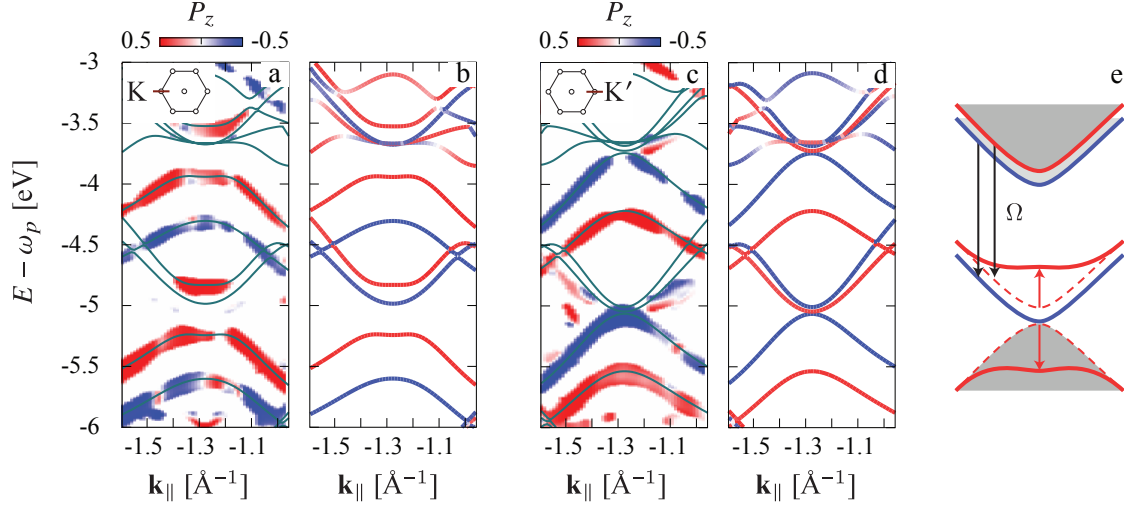 P_z
0.5 -0.5
P_z
0.5 -0.5
a
b
c
d
e
K
K′
Ω
E − ω_p [eV]
-3
-3.5
-4
-4.5
-5
-5.5
-6
-1.5 -1.3 -1.1
-1.5 -1.3 -1.1
-1.5 -1.3 -1.1
-1.5 -1.3 -1.1
k_∥ [Å⁻¹]
k_∥ [Å⁻¹]
k_∥ [Å⁻¹]
k_∥ [Å⁻¹]